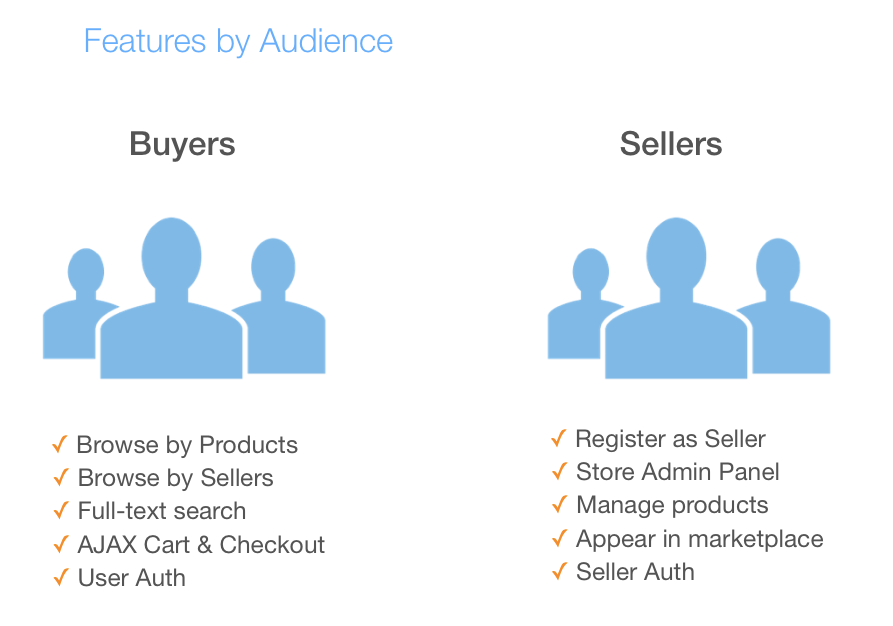 Features by Audience
Buyers
Sellers
✓ Browse by Products
✓ Browse by Sellers
✓ Full-text search
✓ AJAX Cart & Checkout
✓ User Auth
✓ Register as Seller
✓ Store Admin Panel
✓ Manage products
✓ Appear in marketplace
✓ Seller Auth